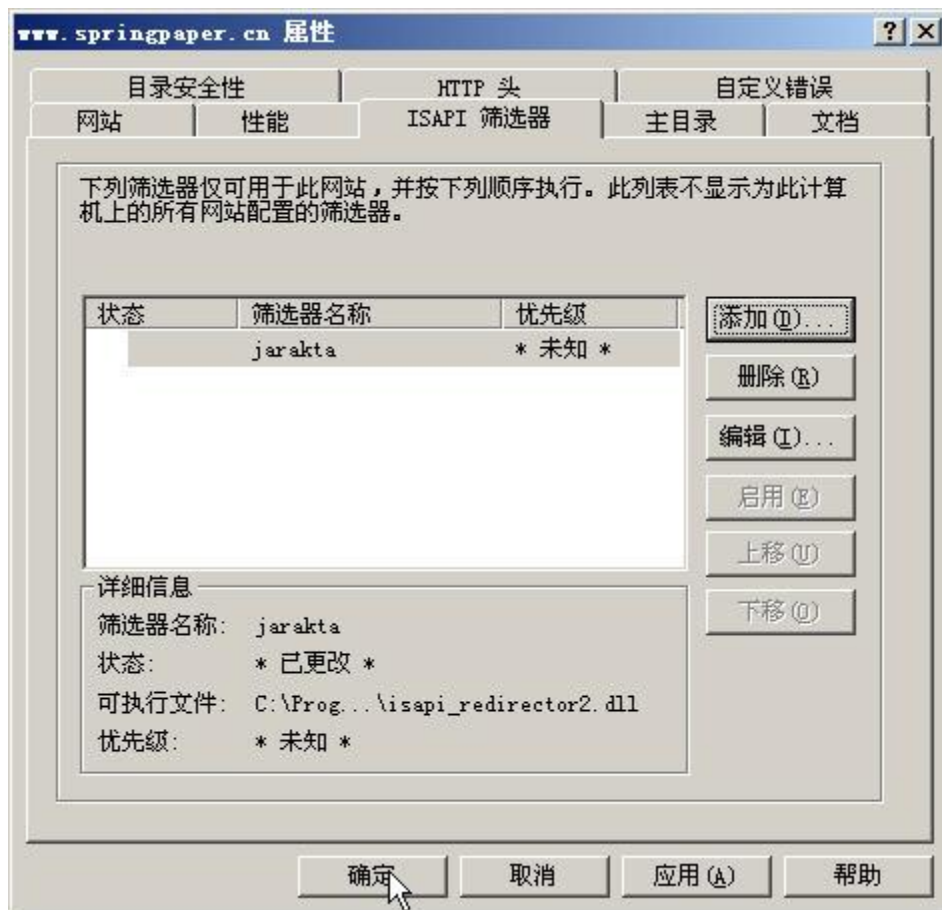 www.springpaper.cn 属性
目录安全性 HTTP 头 自定义错误
网站 性能 ISAPI 筛选器 主目录 文档
下列筛选器仅可用于此网站，并按下列顺序执行。此列表不显示为此计算
机上的所有网站配置的筛选器。
状态 筛选器名称 优先级
jarakta * 未知 *
添加(D)...
删除(R)
编辑(I)...
启用(E)
上移(U)
下移(O)
详细信息
筛选器名称: jarakta
状态: * 已更改 *
可执行文件: C:\Prog...\isapi_redirector2.dll
优先级: * 未知 *
确定 取消 应用(A) 帮助